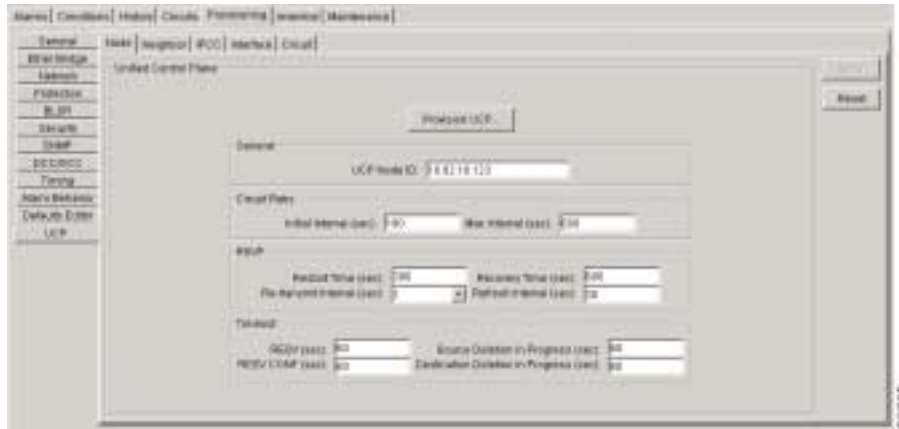 Alarms Conditions History Circuits Provisioning Inventory Maintenance
General
Ether Bridge
Network
Protection
BLSR
Security
SNMP
DCC/GCC
Timing
Alarm Behavior
Defaults Editor
UCP
Node Neighbor IPCC Interface Circuit
Unified Control Plane
Reset
Provision UCP...
General
UCP Node ID:
Circuit Retry
Initial Interval (sec): Max Interval (sec):
RSVP
Restart Time (sec): Recovery Time (sec):
Re-transmit Interval (sec): Refresh Interval (sec):
Timeout
RESV (sec): Source Deletion in-Progress (sec):
RESV CONF (sec): Destination Deletion in-Progress (sec):